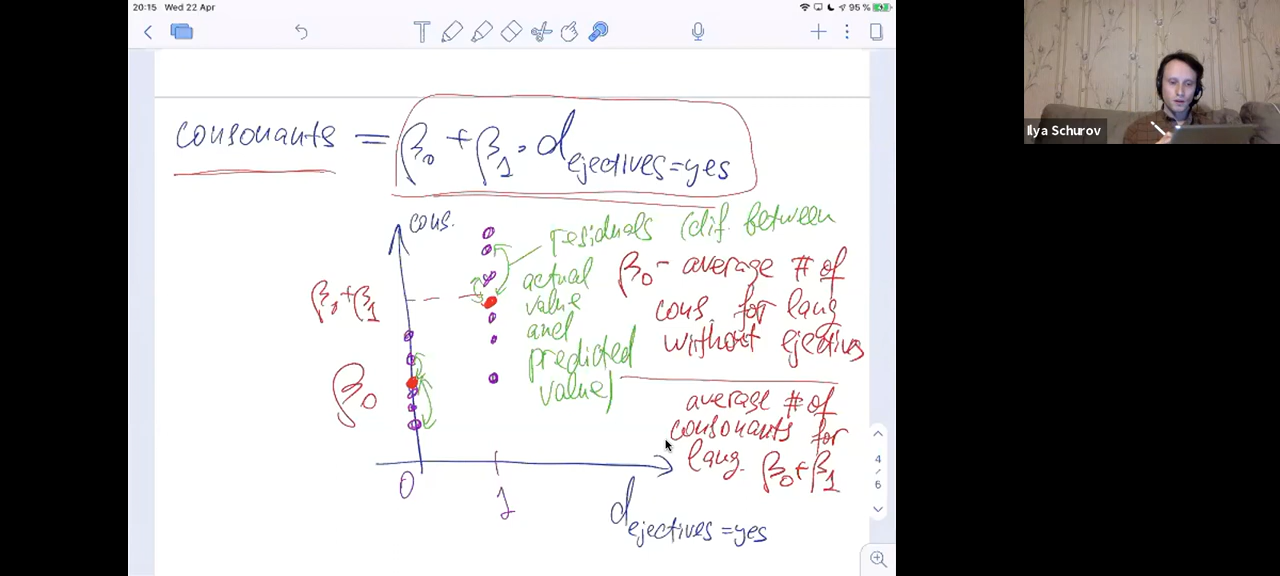 20:15 Wed 22 Apr
95 %
Ilya Schurov
consonants = β0 + β1 · d ejectives=yes
cons.
residuals (dif. between
actual
value
and
predicted
value)
β0 - average # of
cons. for lang
without ejectives
average # of
consonants for
lang. β0+β1
β0+β1
β0
0
1
d ejectives=yes
4
/
6